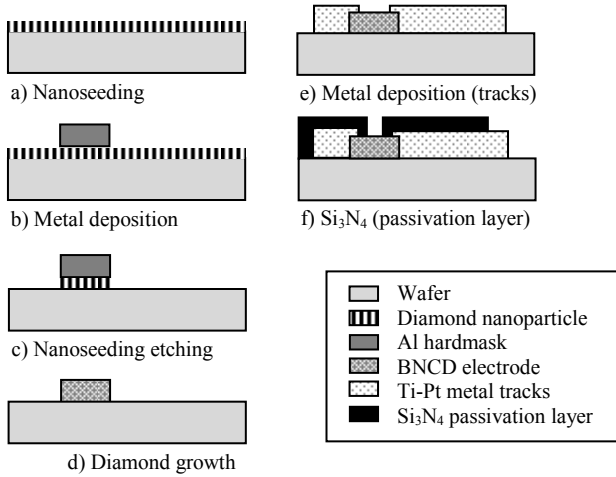 a) Nanoseeding
b) Metal deposition
c) Nanoseeding etching
d) Diamond growth
e) Metal deposition (tracks)
f) Si₃N₄ (passivation layer)
Wafer
Diamond nanoparticle
Al hardmask
BNCD electrode
Ti-Pt metal tracks
Si₃N₄ passivation layer